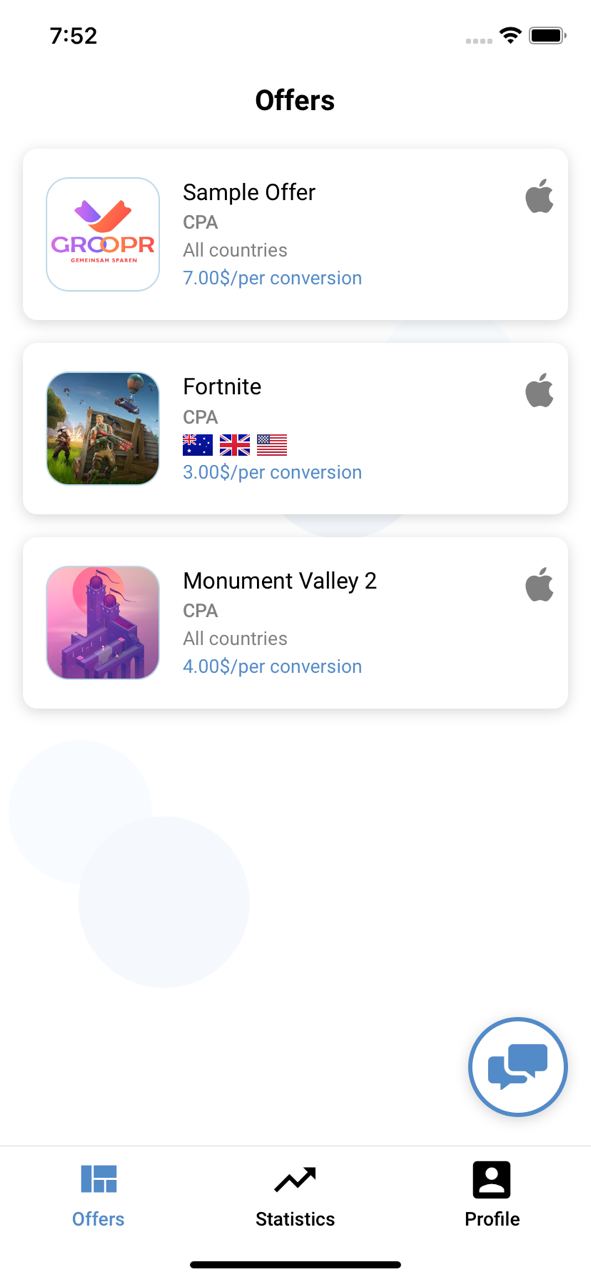 7:52
Offers
Sample Offer
CPA
All countries
7.00$/per conversion
GROOPR
GEMEINSAM SPAREN
Fortnite
CPA
3.00$/per conversion
Monument Valley 2
CPA
All countries
4.00$/per conversion
Offers
Statistics
Profile